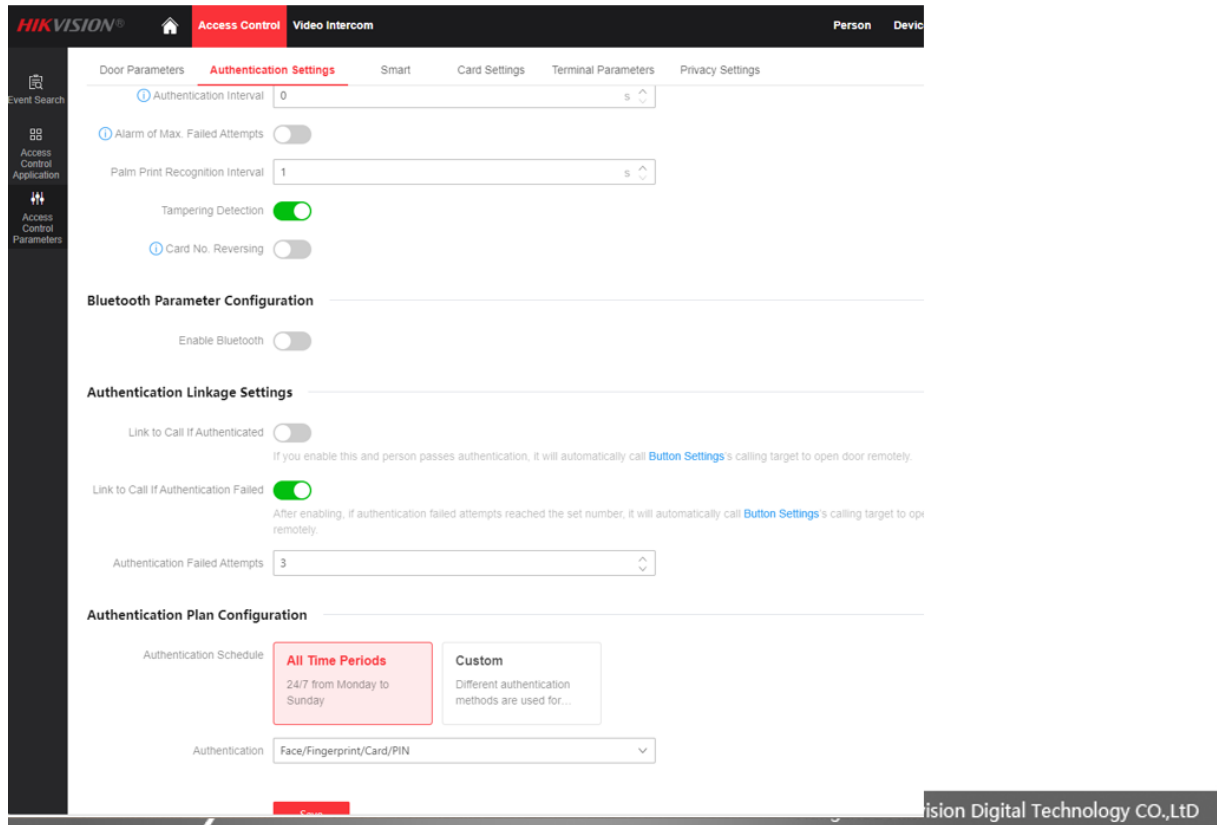 HIKVISION® Access Control Video Intercom Person Devic
Door Parameters Authentication Settings Smart Card Settings Terminal Parameters Privacy Settings
Event Search
Access
Control
Application
Access
Control
Parameters
Authentication Interval 0 s
Alarm of Max. Failed Attempts
Palm Print Recognition Interval 1 s
Tampering Detection
Card No. Reversing
Bluetooth Parameter Configuration
Enable Bluetooth
Authentication Linkage Settings
Link to Call If Authenticated
If you enable this and person passes authentication, it will automatically call Button Settings's calling target to open door remotely.
Link to Call If Authentication Failed
After enabling, if authentication failed attempts reached the set number, it will automatically call Button Settings's calling target to ope
remotely.
Authentication Failed Attempts 3
Authentication Plan Configuration
Authentication Schedule
All Time Periods
24/7 from Monday to
Sunday
Custom
Different authentication
methods are used for....
Authentication Face/Fingerprint/Card/PIN
Save
ision Digital Technology CO.,LtD